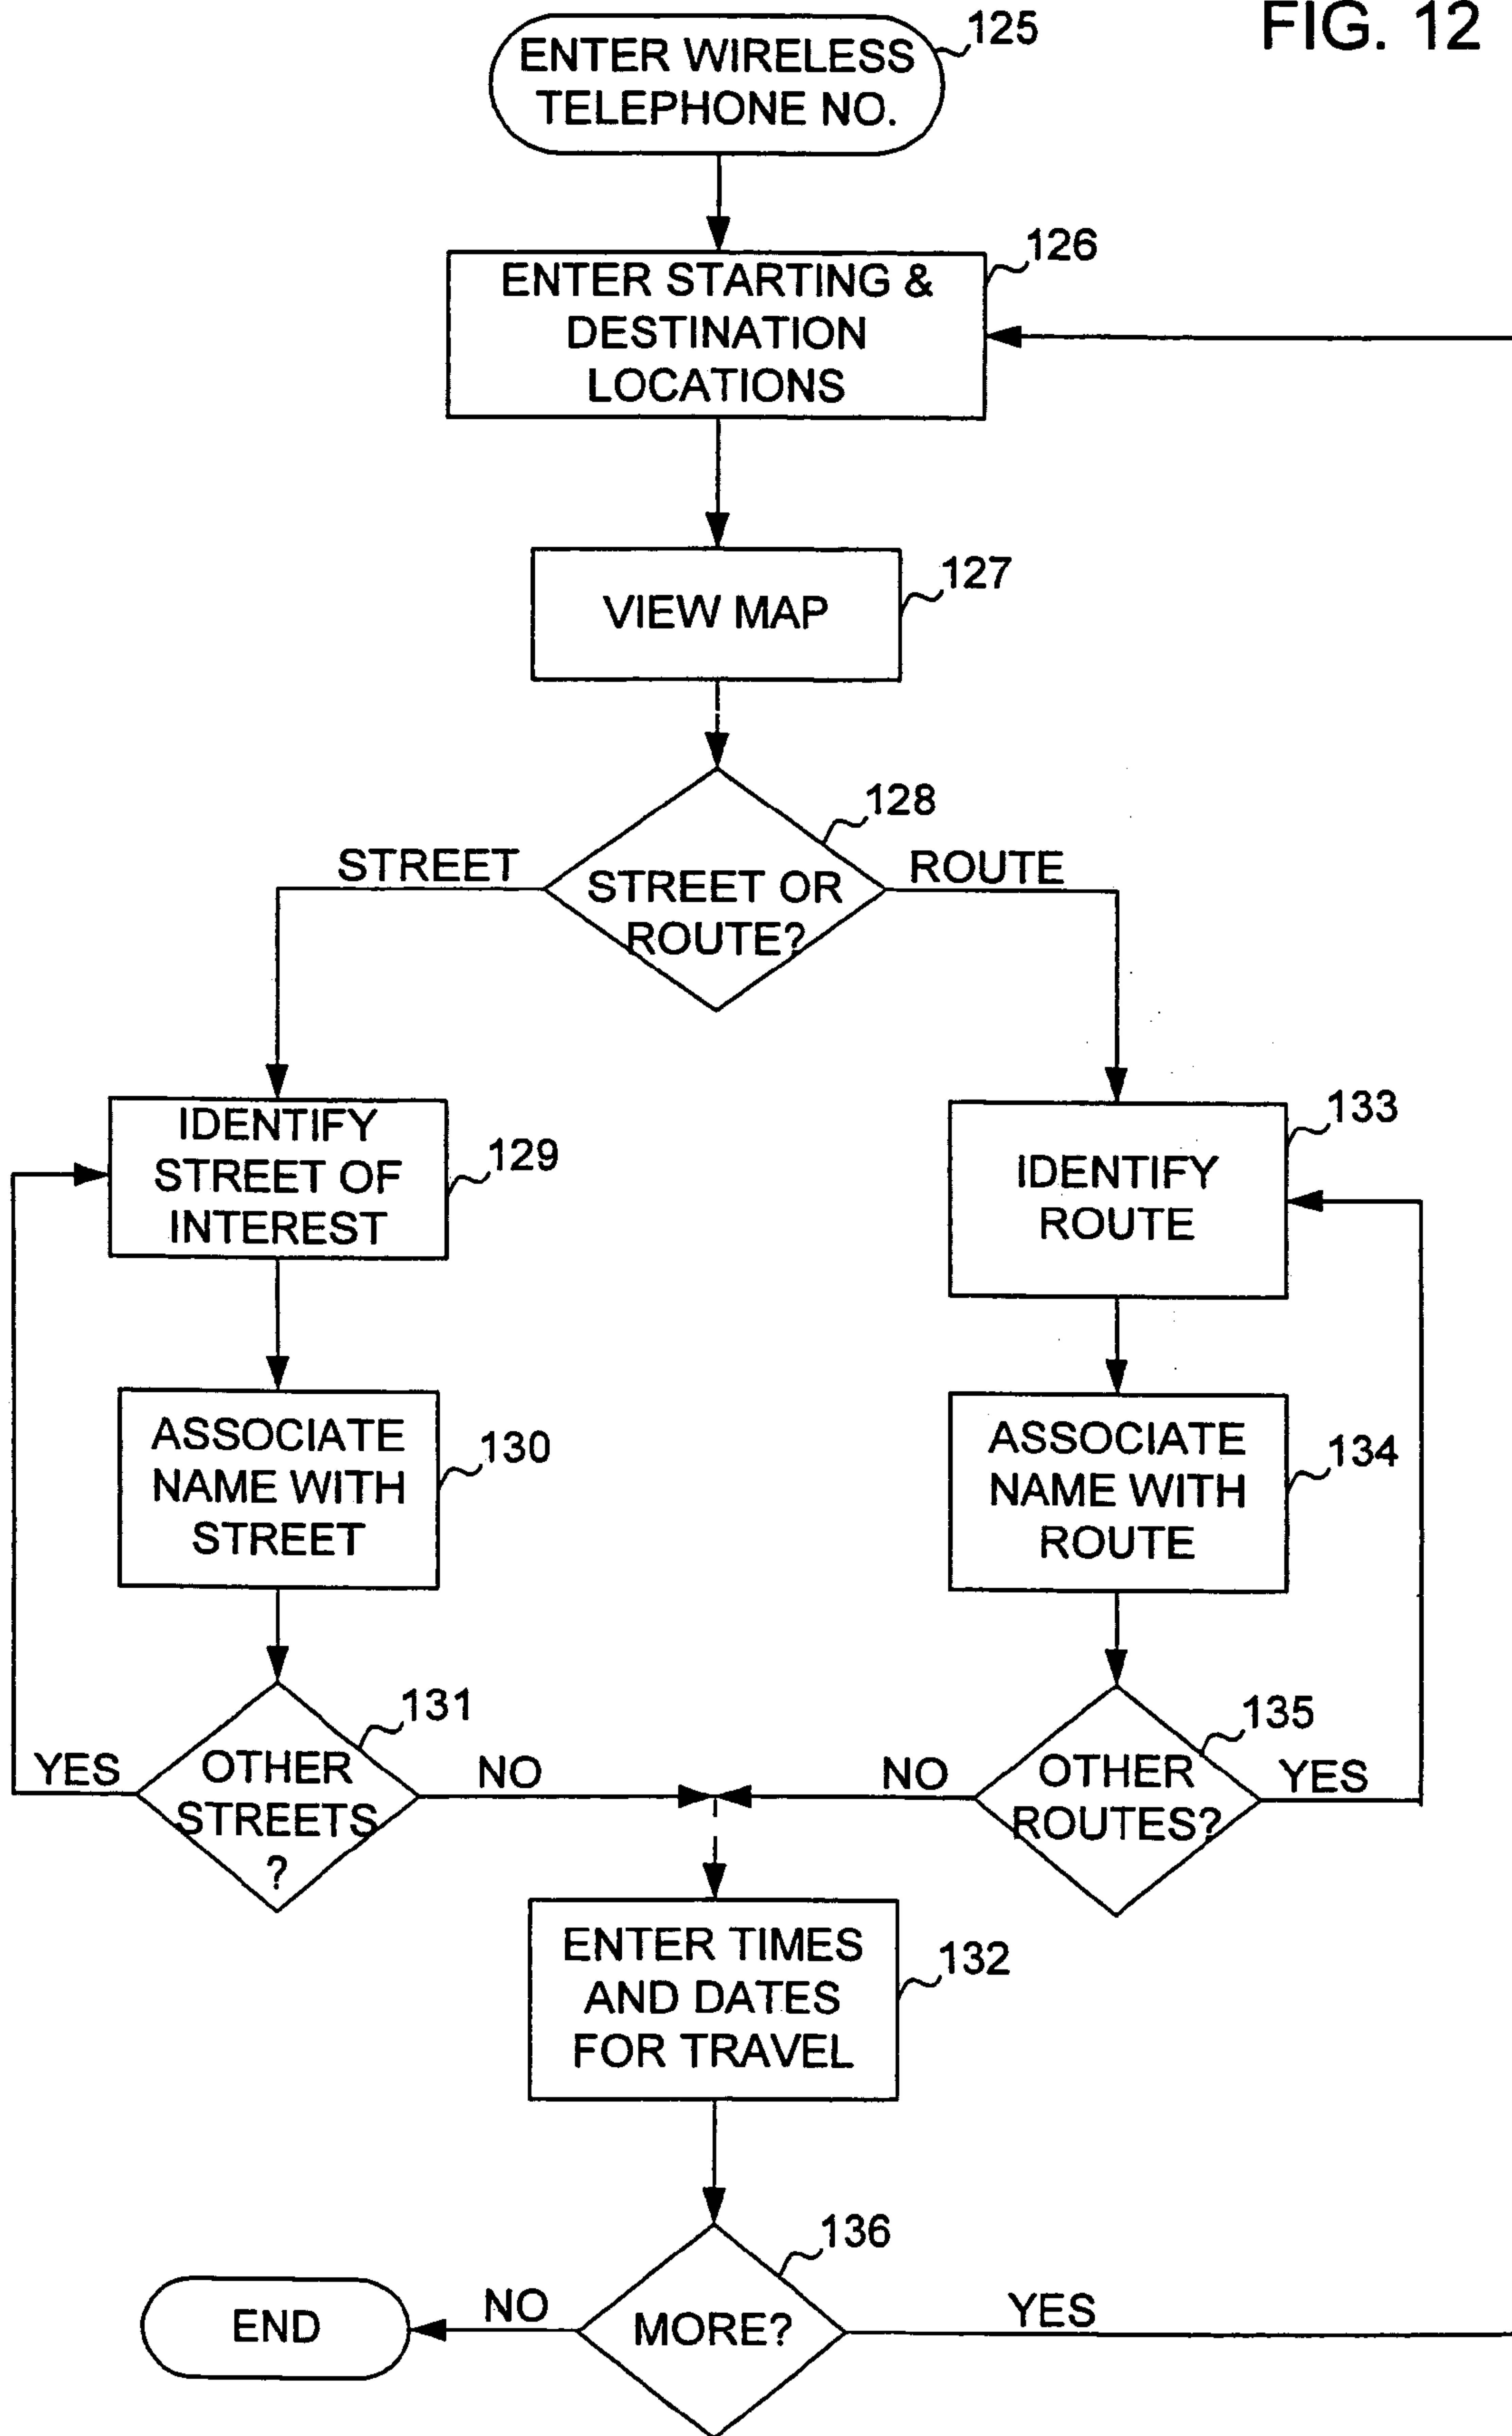 FIG. 12
125
ENTER WIRELESS
TELEPHONE NO.
126
ENTER STARTING &
DESTINATION
LOCATIONS
127
VIEW MAP
128
STREET
STREET OR
ROUTE?
ROUTE
IDENTIFY
STREET OF
INTEREST
129
133
IDENTIFY
ROUTE
ASSOCIATE
NAME WITH
STREET
130
ASSOCIATE
NAME WITH
ROUTE
134
131
YES
OTHER
STREETS
?
NO
135
NO
OTHER
ROUTES?
YES
ENTER TIMES
AND DATES
FOR TRAVEL
132
136
END
NO
MORE?
YES